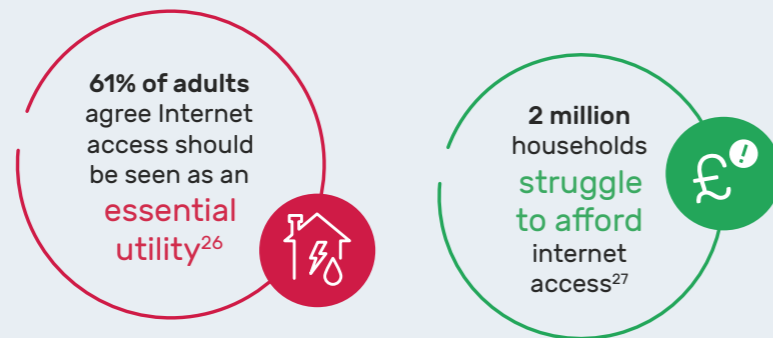 61% of adults
agree Internet
access should
be seen as an
essential
utility26
2 million
households
struggle
to afford
internet
access27
£!